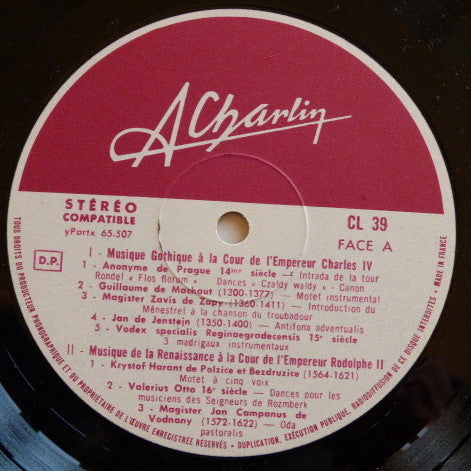 ACharlin
STÉRÉO
COMPATIBLE
yPartx 65.507
CL 39
FACE A
D.P.
I - Musique Gothique à la Cour de l'Empereur Charles IV
1 - Anonyme de Prague 14me siècle - Intrada de la tour
Rondel « Flos florum » - Dances « Czaldy waldy » - Canon
2 - Guillaume de Machout (1300-1377) - Motet instrumental
3 - Magister Zavis de Zapy (1360-1411) - Introduction du
Ménestrel à la chanson du troubadour
4 - Jan de Jenstejn (1350-1400) - Antifona adventualis
5 - Vodex specialis Reginaegradecensis 15e siècle
3 madrigaux instrumentaux
II - Musique de la Renaissance à la Cour de l'Empereur Rodolphe II
1 - Krystof Harant de Polzice et Bezdruzice (1564-1621)
Motet à cinq voix
2 - Valerius Otto 16e siècle - Dances pour les
musiciens des Seigneurs de Rozmberk
3 - Magister Jan Campanus de
Vodnany (1572-1622) - Oda
pastoralis
TOUS DROITS DU PRODUCTEUR PHONOGRAPHIQUE ET DU PROPRIÉTAIRE DE L'ŒUVRE ENREGISTRÉE RÉSERVÉS - DUPLICATION, EXÉCUTION PUBLIQUE, RADIODIFFUSION DE CE DISQUE INTERDITES - MADE IN FRANCE